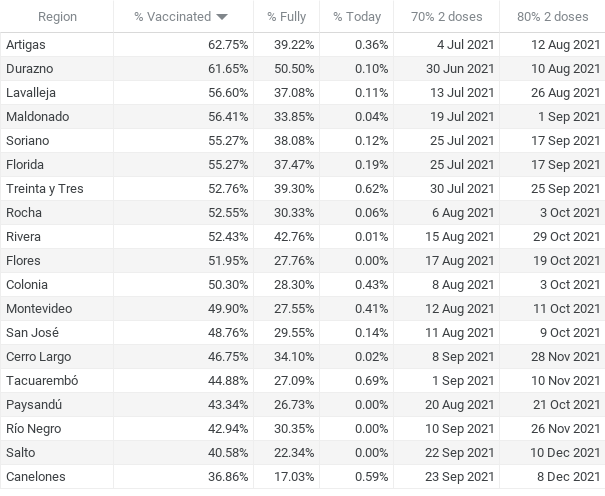 Region % Vaccinated % Fully % Today 70% 2 doses 80% 2 doses
Artigas 62.75% 39.22% 0.36% 4 Jul 2021 12 Aug 2021
Durazno 61.65% 50.50% 0.10% 30 Jun 2021 10 Aug 2021
Lavalleja 56.60% 37.08% 0.11% 13 Jul 2021 26 Aug 2021
Maldonado 56.41% 33.85% 0.04% 19 Jul 2021 1 Sep 2021
Soriano 55.27% 38.08% 0.12% 25 Jul 2021 17 Sep 2021
Florida 55.27% 37.47% 0.19% 25 Jul 2021 17 Sep 2021
Treinta y Tres 52.76% 39.30% 0.62% 30 Jul 2021 25 Sep 2021
Rocha 52.55% 30.33% 0.06% 6 Aug 2021 3 Oct 2021
Rivera 52.43% 42.76% 0.01% 15 Aug 2021 29 Oct 2021
Flores 51.95% 27.76% 0.00% 17 Aug 2021 19 Oct 2021
Colonia 50.30% 28.30% 0.43% 8 Aug 2021 3 Oct 2021
Montevideo 49.90% 27.55% 0.41% 12 Aug 2021 11 Oct 2021
San José 48.76% 29.55% 0.14% 11 Aug 2021 9 Oct 2021
Cerro Largo 46.75% 34.10% 0.02% 8 Sep 2021 28 Nov 2021
Tacuarembó 44.88% 27.09% 0.69% 1 Sep 2021 10 Nov 2021
Paysandú 43.34% 26.73% 0.00% 20 Aug 2021 21 Oct 2021
Río Negro 42.94% 30.35% 0.00% 10 Sep 2021 26 Nov 2021
Salto 40.58% 22.34% 0.00% 22 Sep 2021 10 Dec 2021
Canelones 36.86% 17.03% 0.59% 23 Sep 2021 8 Dec 2021